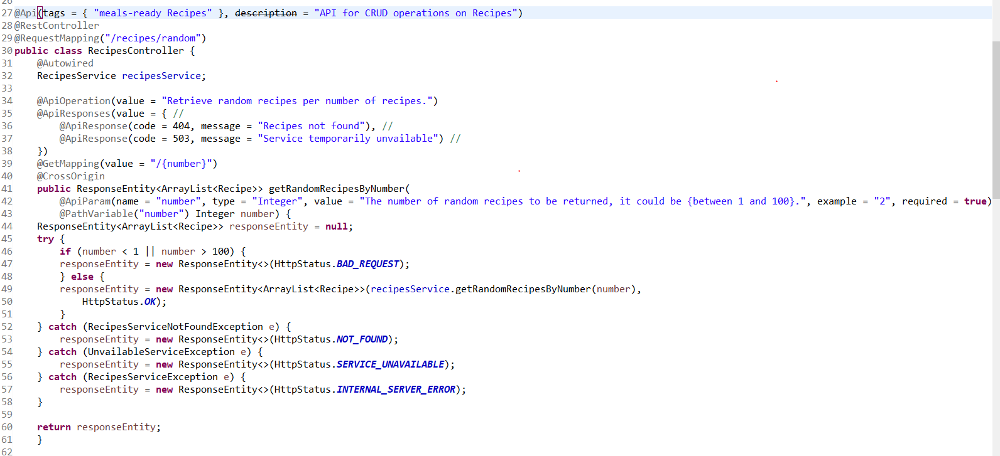 26
27 @Api(tags = { "meals-ready Recipes" }, description = "API for CRUD operations on Recipes")
28 @RestController
29 @RequestMapping("/recipes/random")
30 public class RecipesController {
31     @Autowired
32     RecipesService recipesService;
33
34     @ApiOperation(value = "Retrieve random recipes per number of recipes.")
35     @ApiResponses(value = { //
36         @ApiResponse(code = 404, message = "Recipes not found"), //
37         @ApiResponse(code = 503, message = "Service temporarily unvailable") //
38     })
39     @GetMapping(value = "/{number}")
40     @CrossOrigin
41     public ResponseEntity<ArrayList<Recipe>> getRandomRecipesByNumber(
42         @ApiParam(name = "number", type = "Integer", value = "The number of random recipes to be returned, it could be {between 1 and 100}.", example = "2", required = true)
43         @PathVariable("number") Integer number) {
44     ResponseEntity<ArrayList<Recipe>> responseEntity = null;
45     try {
46         if (number < 1 || number > 100) {
47         responseEntity = new ResponseEntity<>(HttpStatus.BAD_REQUEST);
48         } else {
49         responseEntity = new ResponseEntity<ArrayList<Recipe>>(recipesService.getRandomRecipesByNumber(number),
50             HttpStatus.OK);
51         }
52     } catch (RecipesServiceNotFoundException e) {
53         responseEntity = new ResponseEntity<>(HttpStatus.NOT_FOUND);
54     } catch (UnvailableServiceException e) {
55         responseEntity = new ResponseEntity<>(HttpStatus.SERVICE_UNAVAILABLE);
56     } catch (RecipesServiceException e) {
57         responseEntity = new ResponseEntity<>(HttpStatus.INTERNAL_SERVER_ERROR);
58     }
59
60     return responseEntity;
61     }
62